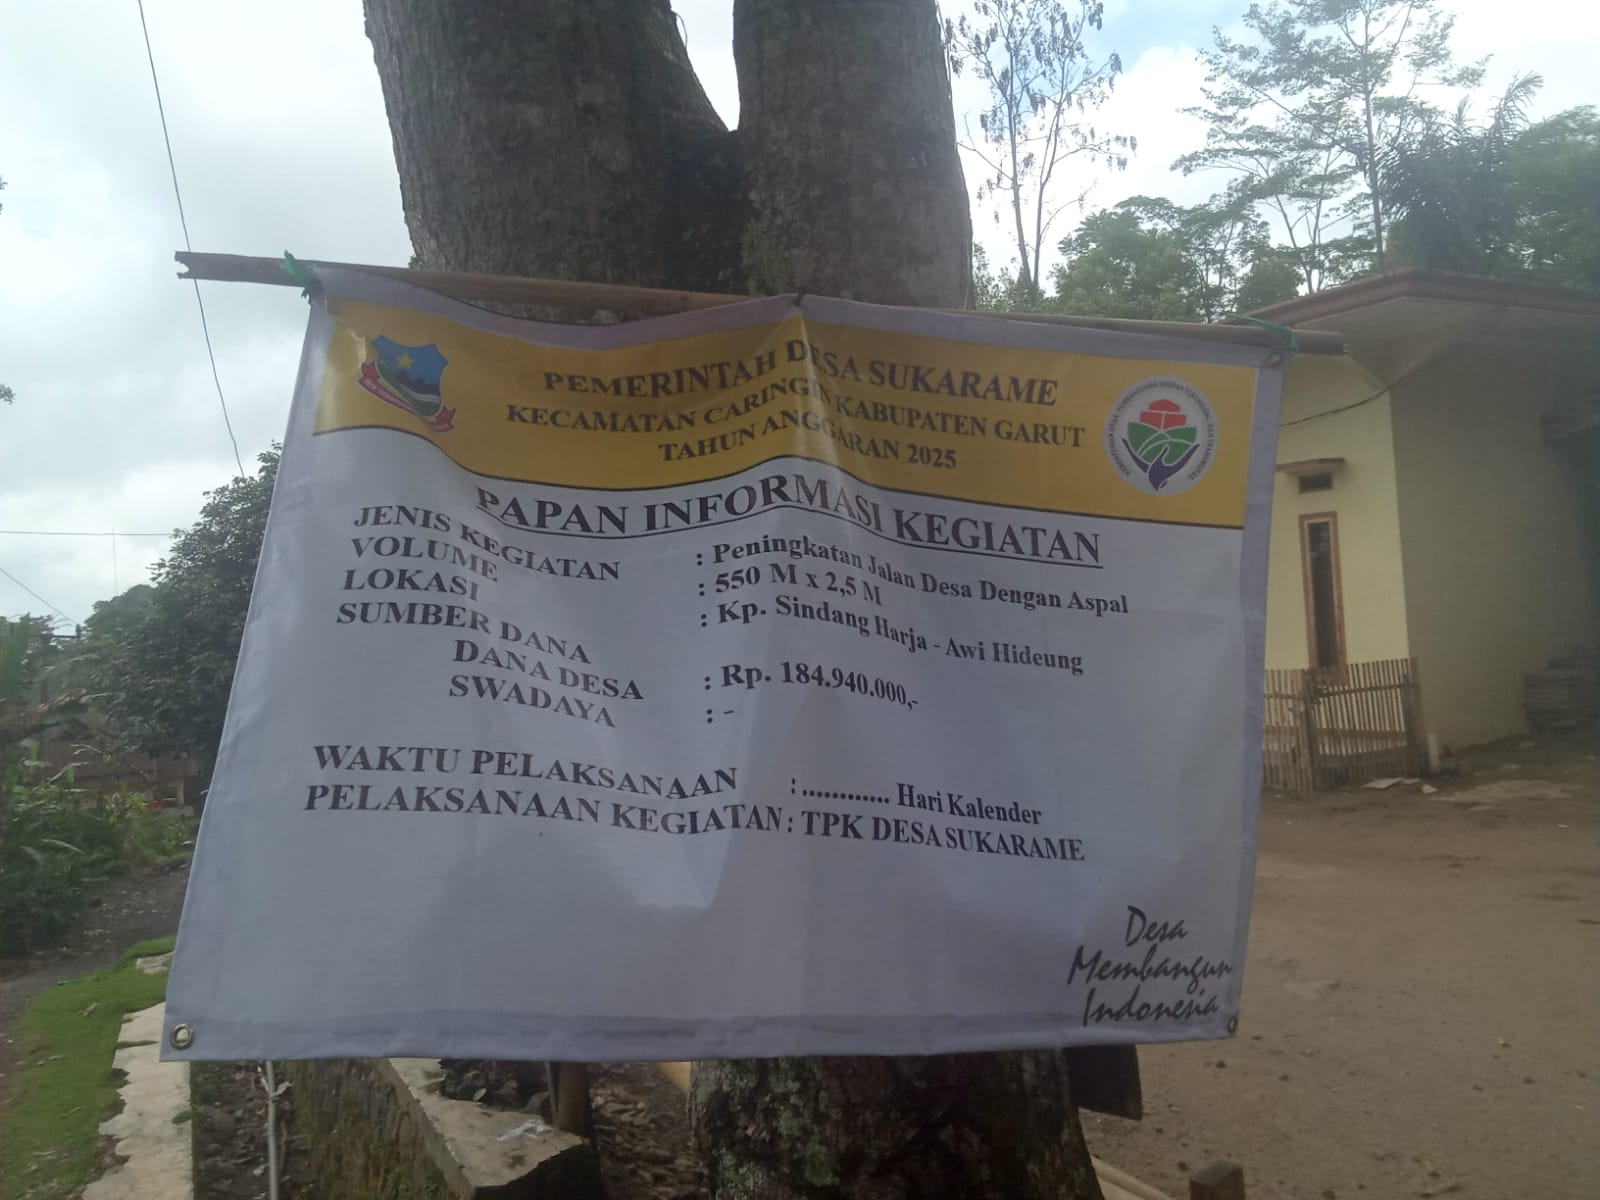 PEMERINTAH DESA SUKARAME
KECAMATAN CARINGIN KABUPATEN GARUT
TAHUN ANGGARAN 2025
PAPAN INFORMASI KEGIATAN
JENIS KEGIATAN : Peningkatan Jalan Desa Dengan Aspal
VOLUME : 550 M x 2,5 M
LOKASI : Kp. Sindang Harja - Awi Hideung
SUMBER DANA
DANA DESA : Rp. 184.940.000,-
SWADAYA : -
WAKTU PELAKSANAAN : ............ Hari Kalender
PELAKSANAAN KEGIATAN : TPK DESA SUKARAME
Desa
Membangun
Indonesia